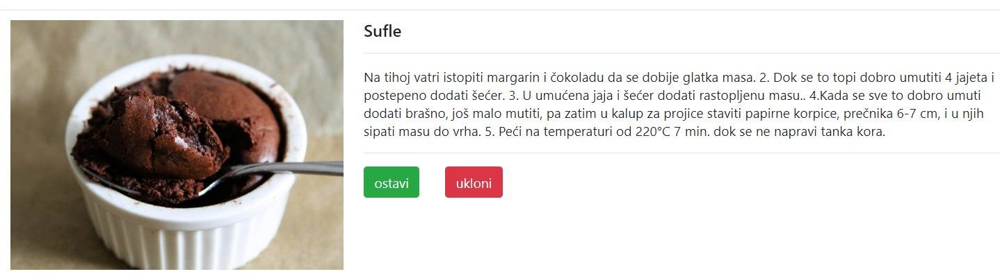 Sufle
Na tihoj vatri istopiti margarin i čokoladu da se dobije glatka masa. 2. Dok se to topi dobro umutiti 4 jajeta i
postepeno dodati šećer. 3. U umućena jaja i šećer dodati rastopljenu masu.. 4.Kada se sve to dobro umuti
dodati brašno, još malo mutiti, pa zatim u kalup za projice staviti papirne korpice, prečnika 6-7 cm, i u njih
sipati masu do vrha. 5. Peći na temperaturi od 220°C 7 min. dok se ne napravi tanka kora.
ostavi ukloni